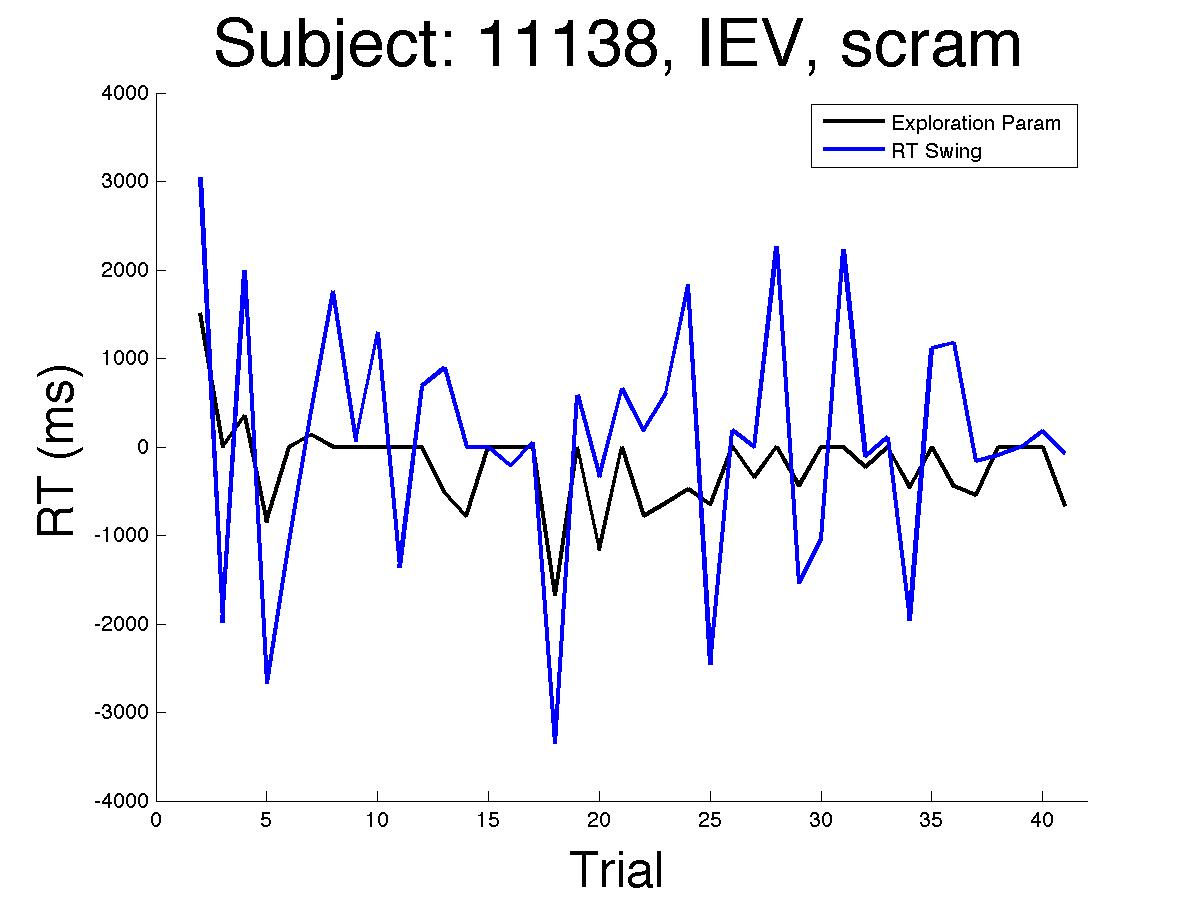 Subject: 11138, IEV, scram
4000
3000
2000
1000
0
-1000
-2000
-3000
-4000
RT (ms)
Exploration Param
RT Swing
0 5 10 15 20 25 30 35 40
Trial